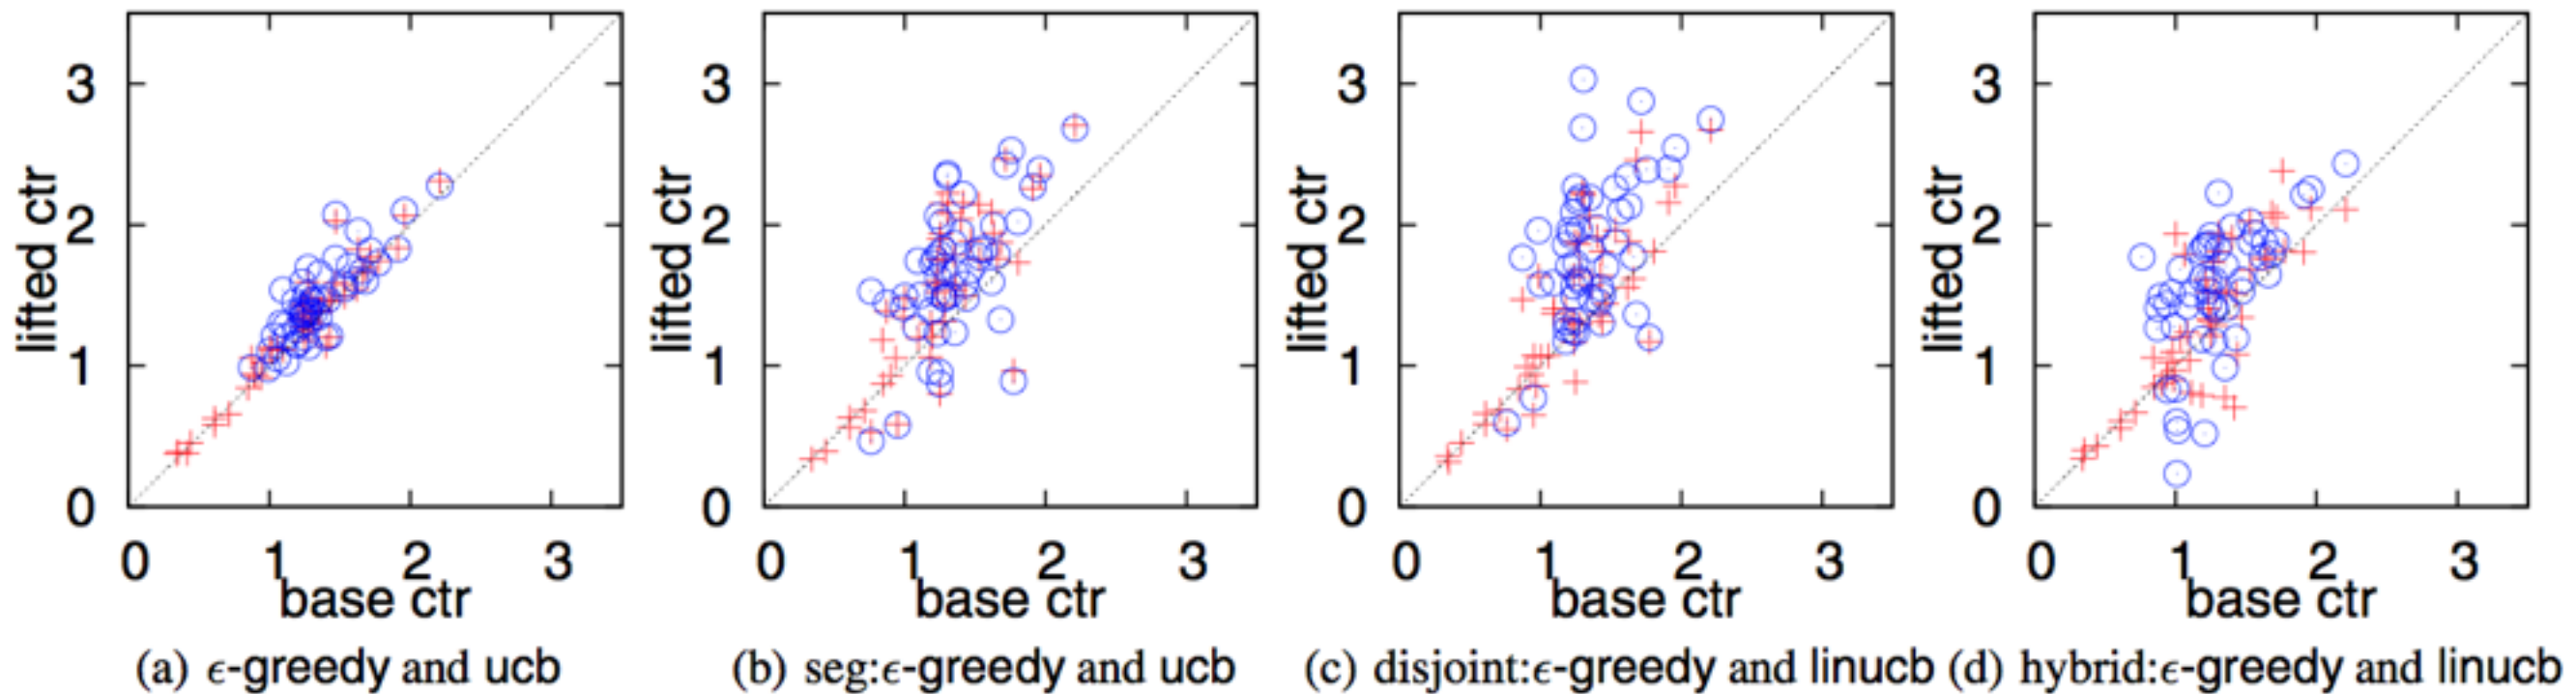 lifted ctr
3
2
1
0
0 1 2 3
base ctr
(a) ϵ-greedy and ucb
lifted ctr
3
2
1
0
0 1 2 3
base ctr
(b) seg:ϵ-greedy and ucb
lifted ctr
3
2
1
0
0 1 2 3
base ctr
(c) disjoint:ϵ-greedy and linucb
lifted ctr
3
2
1
0
0 1 2 3
base ctr
(d) hybrid:ϵ-greedy and linucb